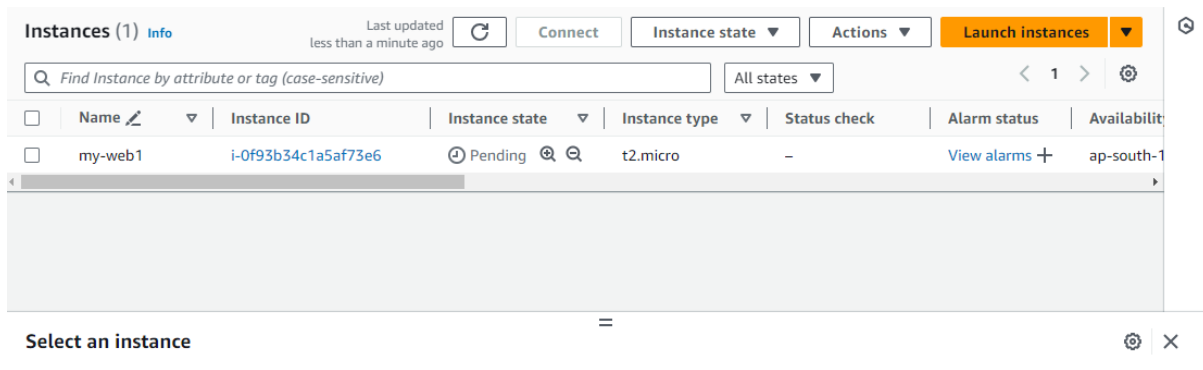 Instances (1) Info
Last updated
less than a minute ago
Connect
Instance state
Actions
Launch instances
Find Instance by attribute or tag (case-sensitive)
All states
1
Name Instance ID Instance state Instance type Status check Alarm status Availability
my-web1 i-0f93b34c1a5af73e6 Pending t2.micro – View alarms + ap-south-1
Select an instance